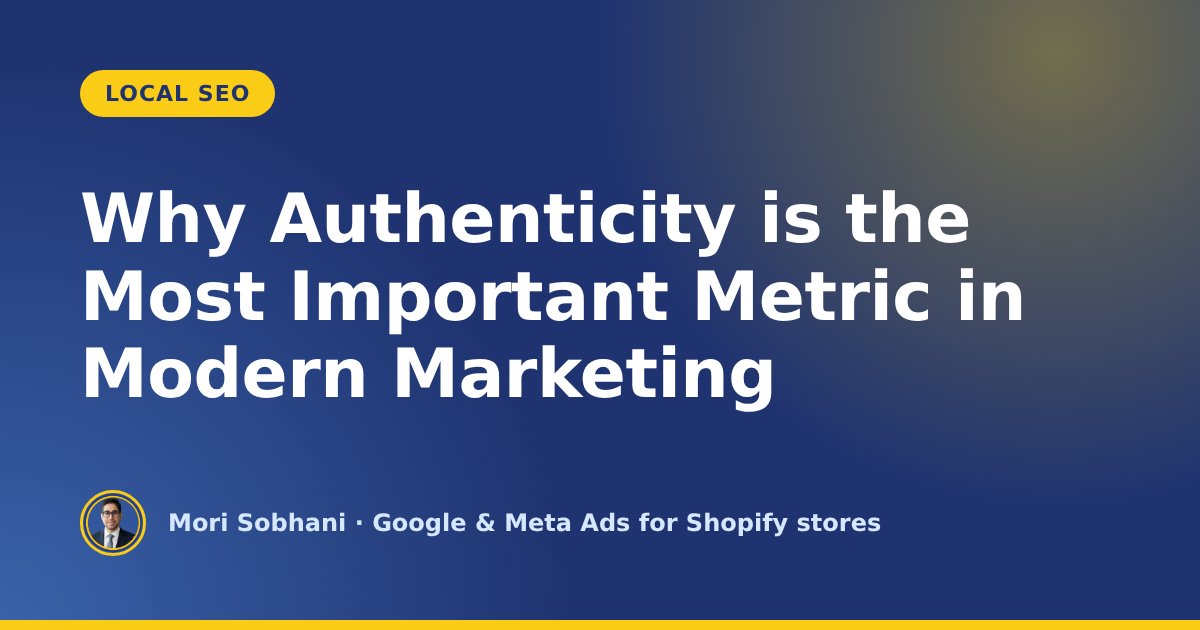 LOCAL SEO
Why Authenticity is the
Most Important Metric in
Modern Marketing
Mori Sobhani · Google & Meta Ads for Shopify stores